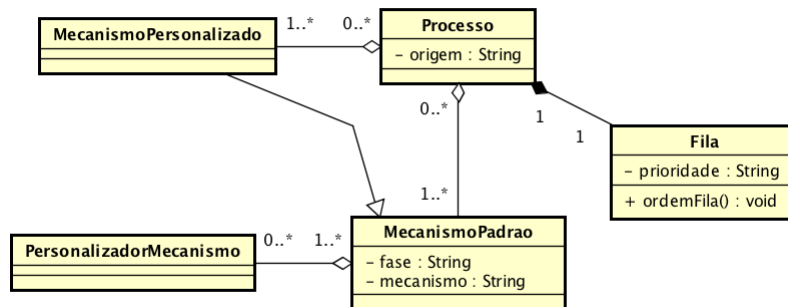 MecanismoPersonalizado
1..*
0..*
Processo
- origem : String
0..*
1..*
1
1
Fila
- prioridade : String
+ ordemFila() : void
PersonalizadorMecanismo
0..*
1..*
MecanismoPadrao
- fase : String
- mecanismo : String